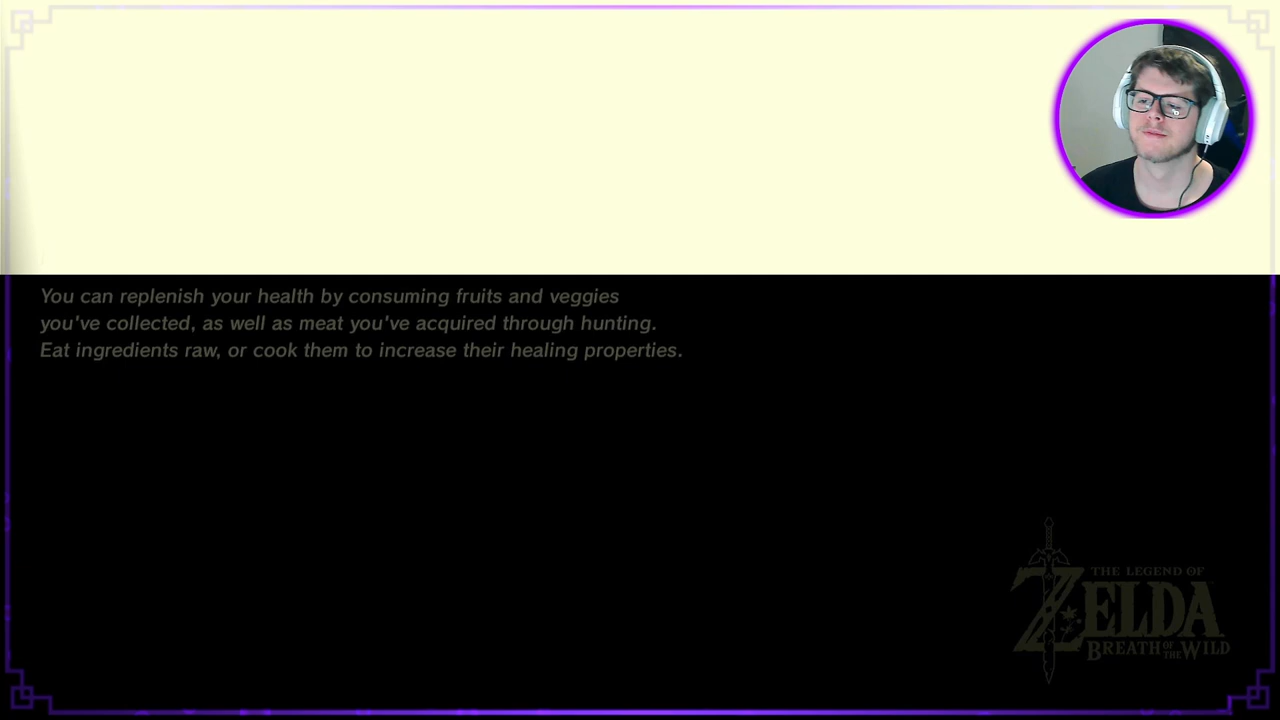 You can replenish your health by consuming fruits and veggies
you've collected, as well as meat you've acquired through hunting.
Eat ingredients raw, or cook them to increase their healing properties.
THE LEGEND OF
ZELDA
BREATH OF THE WILD